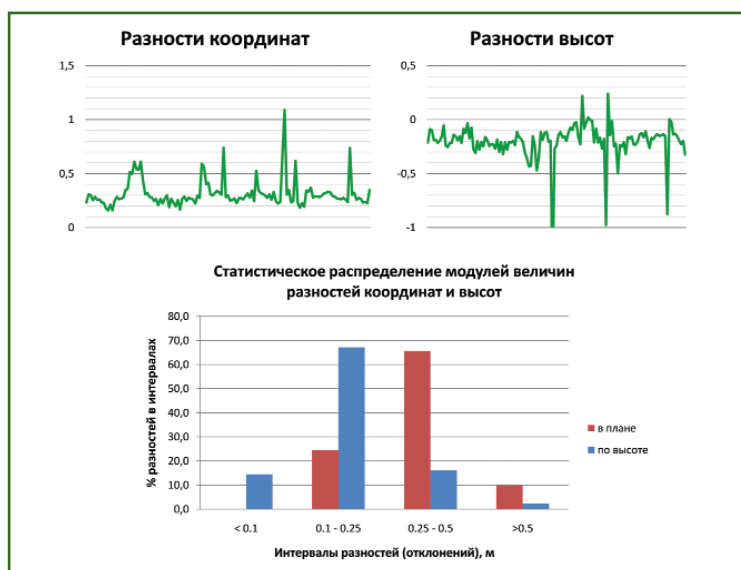 Разности координат
1,5
1
0,5
0
Разности высот
0,5
0
-0,5
-1
Статистическое распределение модулей величин
разностей координат и высот
% разностей в интервалах
80,0
70,0
60,0
50,0
40,0
30,0
20,0
10,0
0,0
< 0.1 0.1 - 0.25 0.25 - 0.5 >0.5
Интервалы разностей (отклонений), м
в плане
по высоте